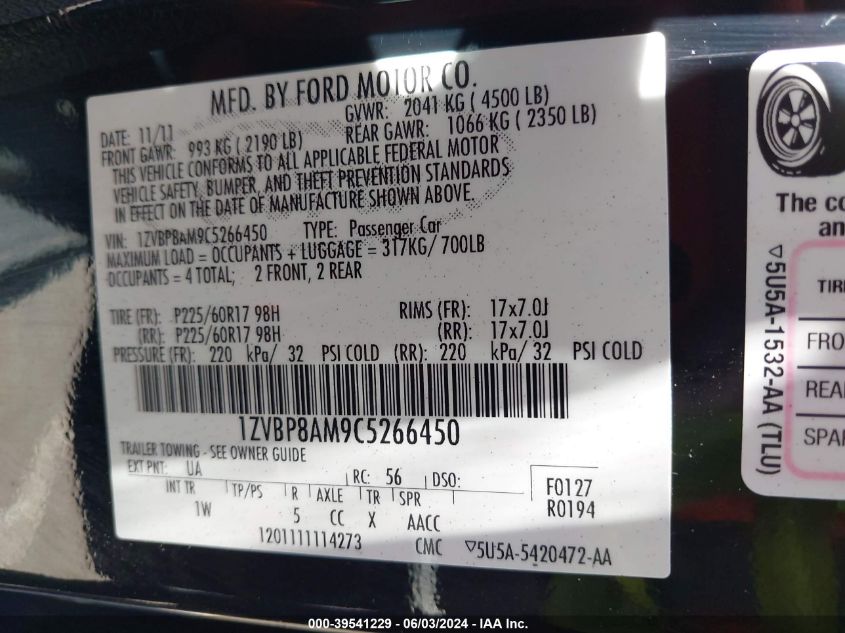 MFD. BY FORD MOTOR CO.
DATE: 11/11 GVWR: 2041 KG ( 4500 LB)
FRONT GAWR: 993 KG ( 2190 LB) REAR GAWR: 1066 KG ( 2350 LB)
THIS VEHICLE CONFORMS TO ALL APPLICABLE FEDERAL MOTOR
VEHICLE SAFETY, BUMPER, AND THEFT PREVENTION STANDARDS
IN EFFECT ON THE DATE OF MANUFACTURE SHOWN ABOVE.
VIN: 1ZVBP8AM9C5266450 TYPE: Passenger Car
MAXIMUM LOAD = OCCUPANTS + LUGGAGE = 317KG/ 700LB
OCCUPANTS = 4 TOTAL; 2 FRONT, 2 REAR
TIRE (FR): P225/60R17 98H RIMS (FR): 17x7.0J
(RR): P225/60R17 98H (RR): 17x7.0J
PRESSURE (FR): 220 kPa/ 32 PSI COLD (RR): 220 kPa/ 32 PSI COLD
1ZVBP8AM9C5266450
TRAILER TOWING - SEE OWNER GUIDE
EXT PNT: UA RC: 56 DSO:
INT TR TP/PS R AXLE TR SPR F0127
1W 5 CC X AACC R0194
1201111114273 CMC ▽5U5A-5420472-AA
The co
an
TIRE
FRO
REA
SPA
▽5U5A-1532-AA (TLU)
000-39541229 - 06/03/2024 - IAA Inc.